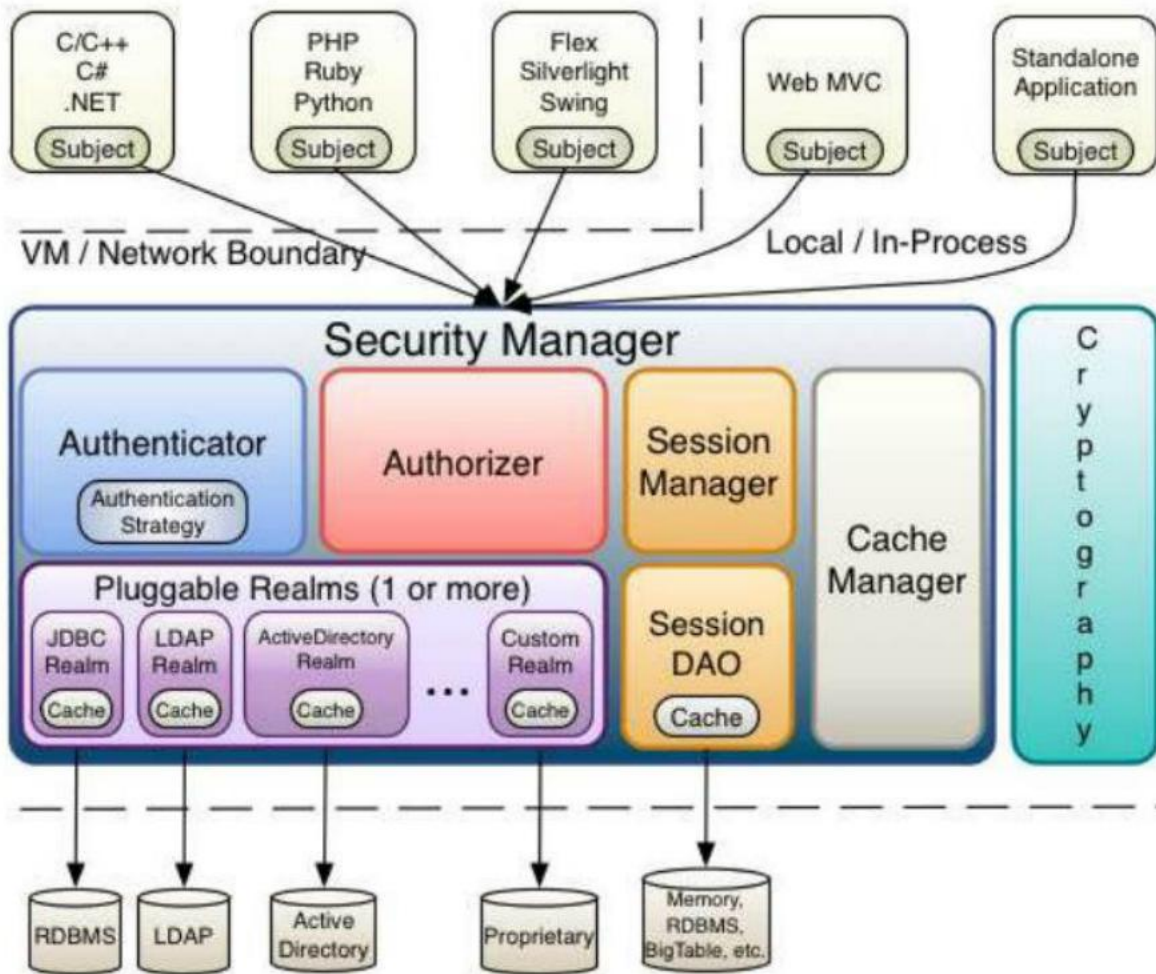 C/C++
C#
.NET
Subject
PHP
Ruby
Python
Subject
Flex
Silverlight
Swing
Subject
Web MVC
Subject
Standalone
Application
Subject
VM / Network Boundary
Local / In-Process
Security Manager
Authenticator
Authentication
Strategy
Authorizer
Session
Manager
Cache
Manager
Pluggable Realms (1 or more)
JDBC
Realm
Cache
LDAP
Realm
Cache
ActiveDirectory
Realm
Cache
...
Custom
Realm
Cache
Session
DAO
Cache
Cryptography
RDBMS
LDAP
Active
Directory
Proprietary
Memory,
RDBMS,
BigTable, etc.